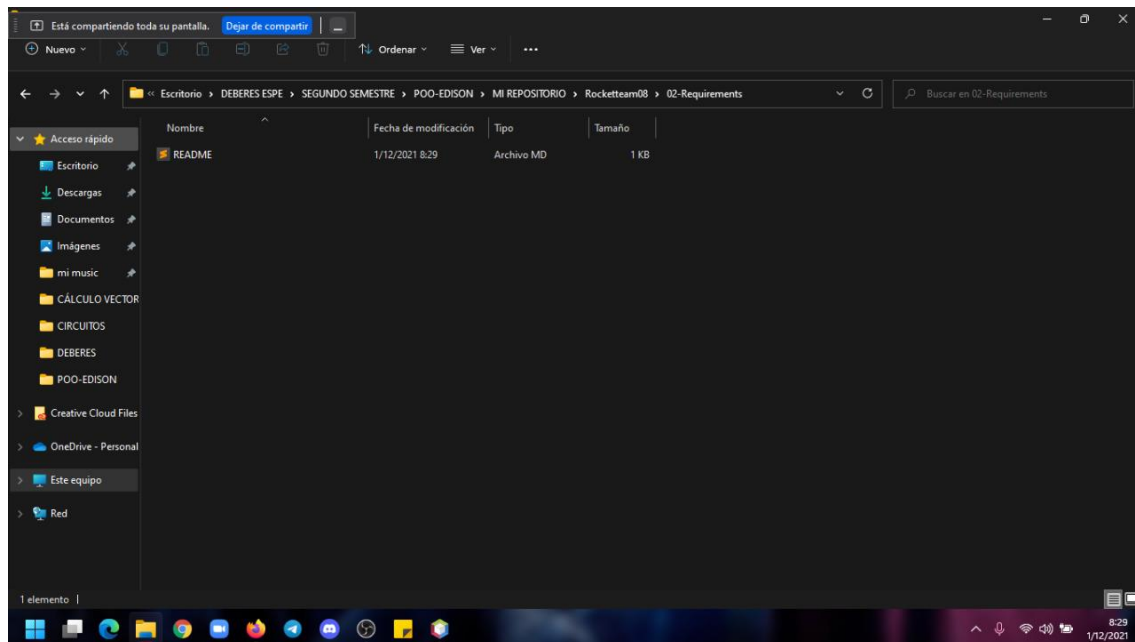 Está compartiendo toda su pantalla. Dejar de compartir
Nuevo Ordenar Ver
« Escritorio › DEBERES ESPE › SEGUNDO SEMESTRE › POO-EDISON › MI REPOSITORIO › Rocketteam08 › 02-Requirements Buscar en 02-Requirements
Nombre Fecha de modificación Tipo Tamaño
README 1/12/2021 8:29 Archivo MD 1 KB
Acceso rápido
Escritorio
Descargas
Documentos
Imágenes
mi music
CÁLCULO VECTOR
CIRCUITOS
DEBERES
POO-EDISON
Creative Cloud Files
OneDrive - Personal
Este equipo
Red
1 elemento
8:29
1/12/2021